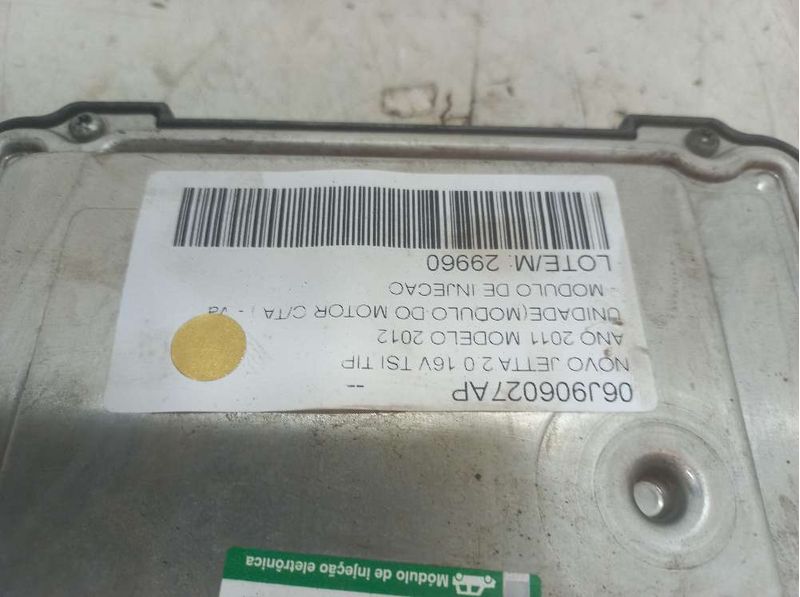 06J906027AP
--
NOVO JETTA 2.0 16V TSI TIP
ANO 2011 MODELO 2012
UNIDADE(MODULO DO MOTOR C/TA
- MODULO DE INJECAO
LOTE/M: 29960
Módulo de injeção eletrônica